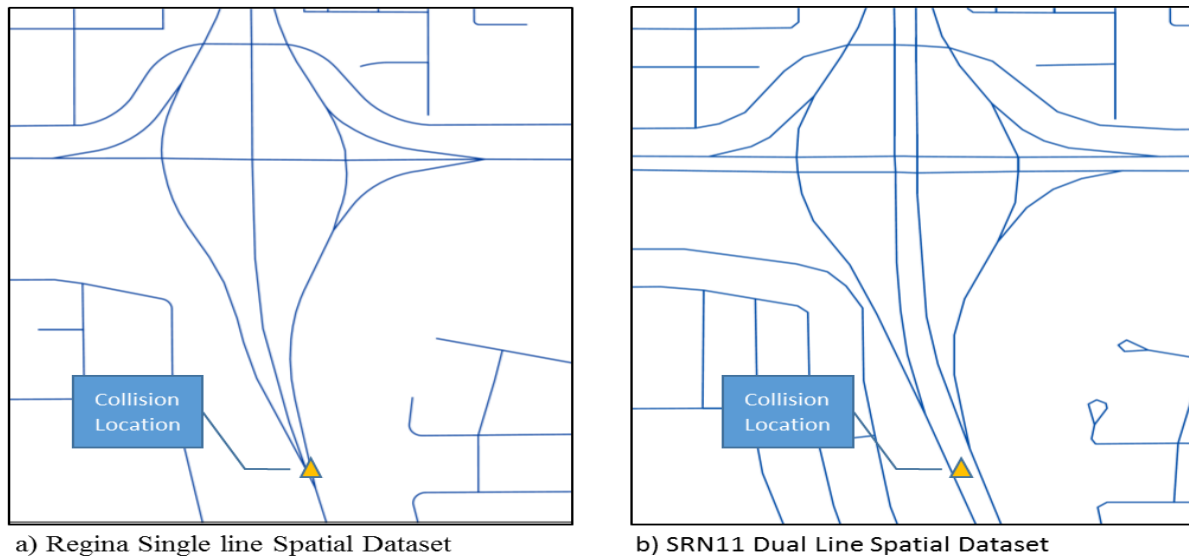 Collision
Location
Collision
Location
a) Regina Single line Spatial Dataset
b) SRN11 Dual Line Spatial Dataset